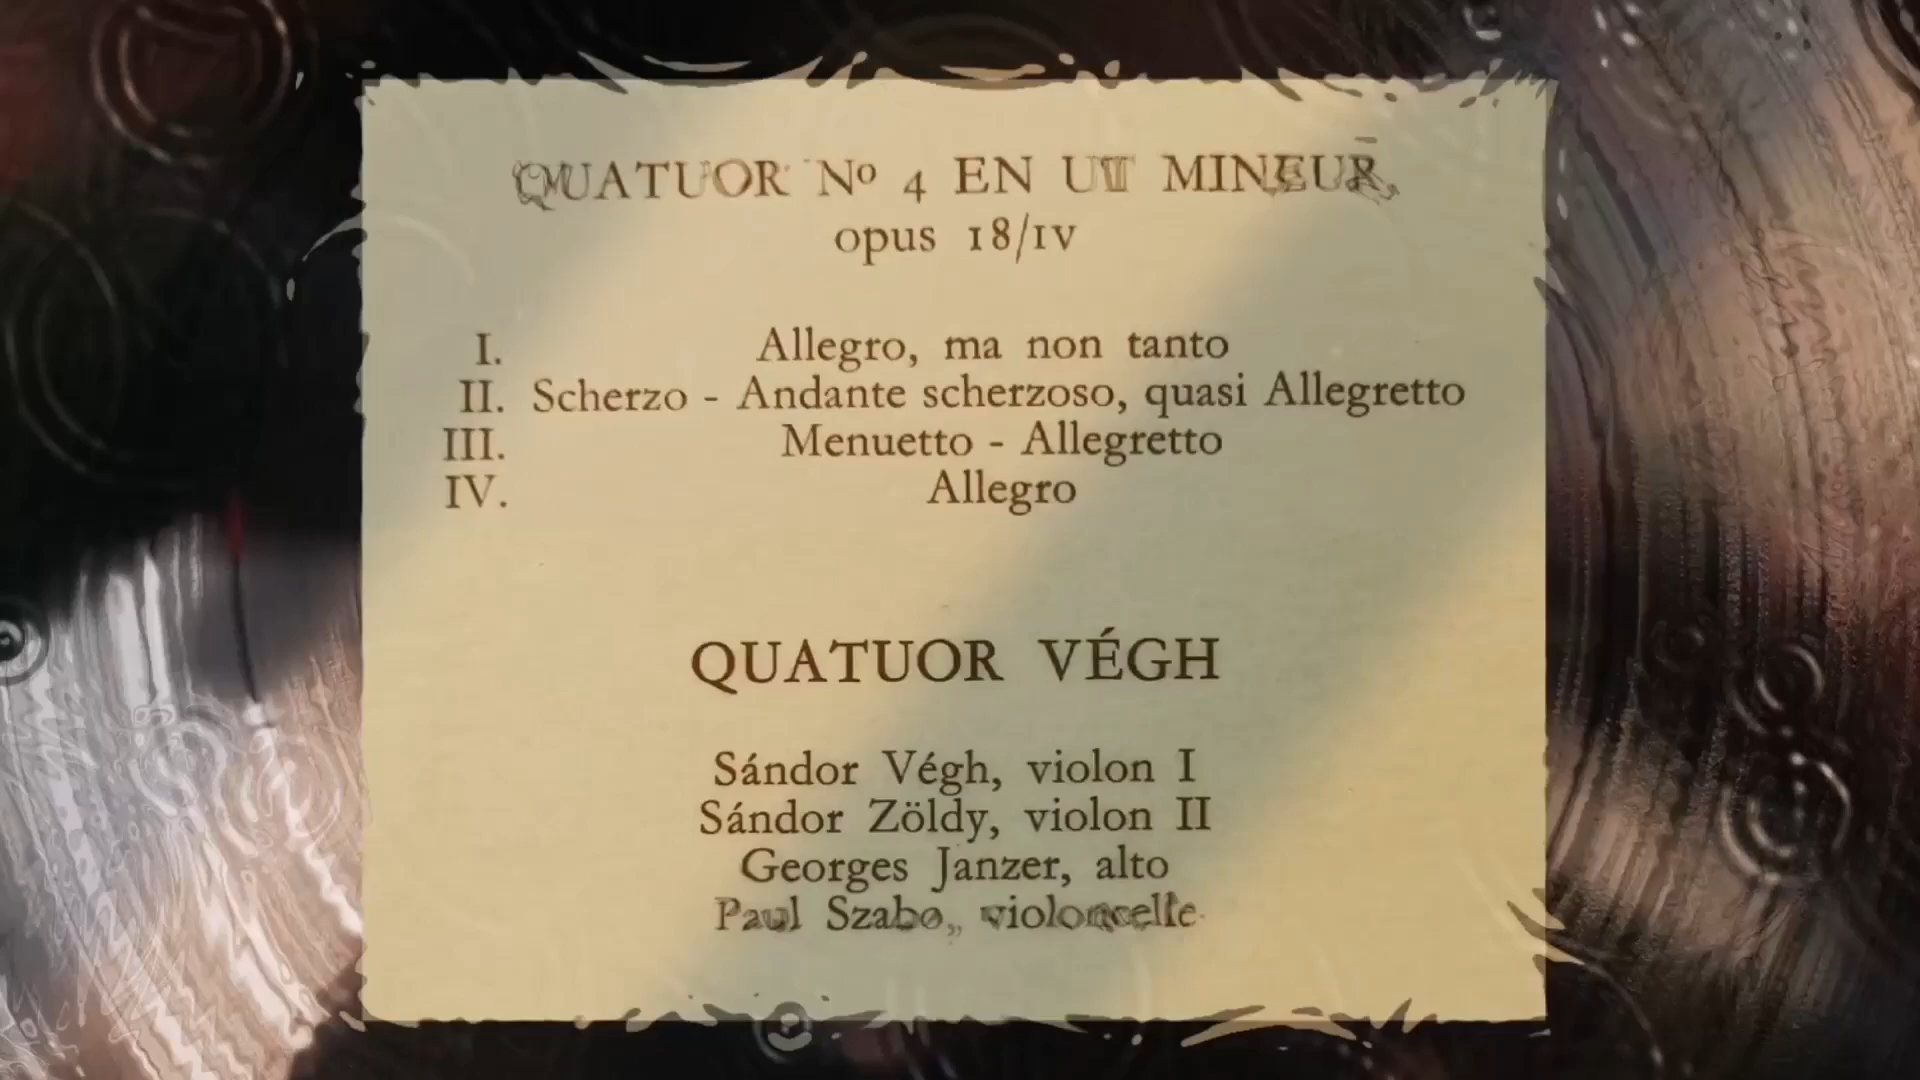 QUATUOR No 4 EN UT MINEUR
opus 18/IV
I. Allegro, ma non tanto
II. Scherzo - Andante scherzoso, quasi Allegretto
III. Menuetto - Allegretto
IV. Allegro
QUATUOR VÉGH
Sándor Végh, violon I
Sándor Zöldy, violon II
Georges Janzer, alto
Paul Szabo, violoncelle